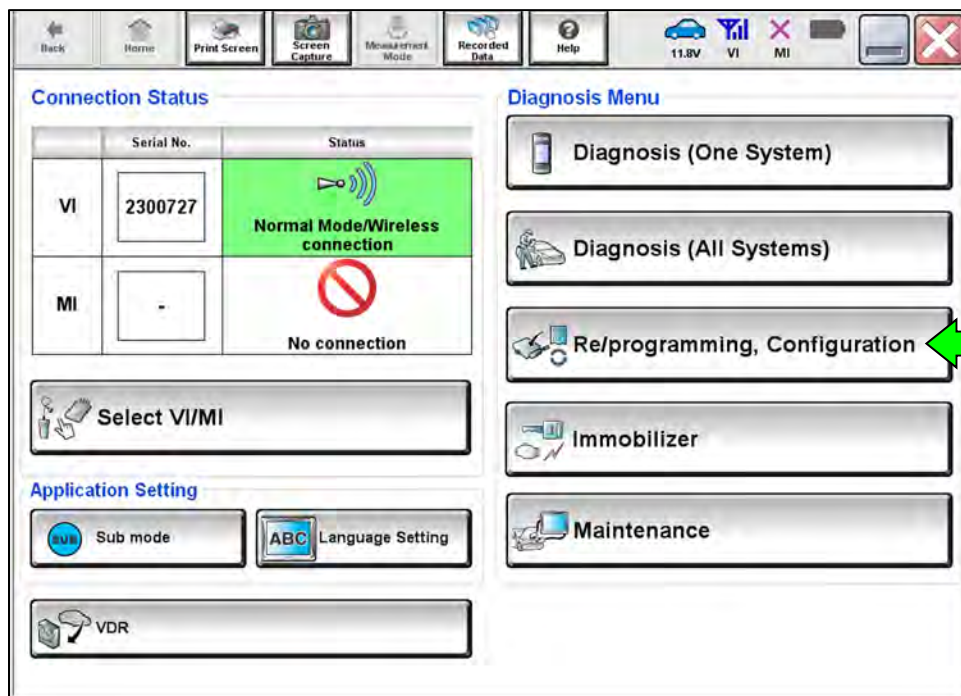 Back
Home
Print Screen
Screen
Capture
Measurement
Mode
Recorded
Data
Help
11.8V
VI
MI
Connection Status
Serial No.
Status
VI
2300727
Normal Mode/Wireless
connection
MI
-
No connection
Select VI/MI
Application Setting
SUB
Sub mode
ABC
Language Setting
VDR
Diagnosis Menu
Diagnosis (One System)
Diagnosis (All Systems)
Re/programming, Configuration
Immobilizer
Maintenance